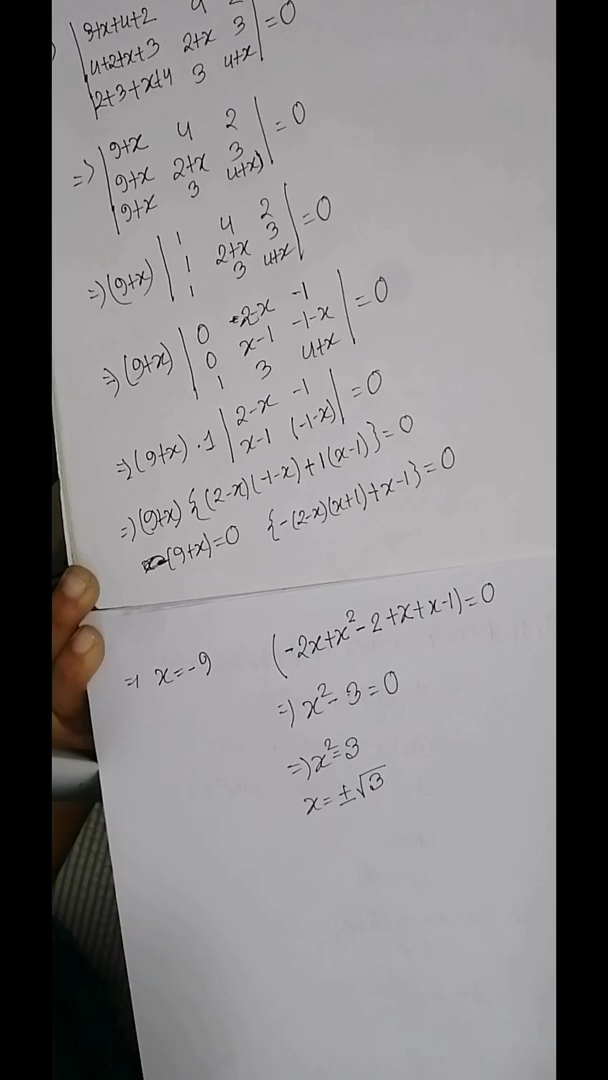 ) | 3+x+4+2 4 2 |
| 4+2+x+3 2+x 3 | =0
| 2+3+x+4 3 4+x |
=> | 9+x 4 2 |
| 9+x 2+x 3 | =0
| 9+x 3 4+x) |
=> (9+x) | 1 4 2 |
| 1 2+x 3 | =0
| 1 3 4+x |
=> (9+x) | 0 2-x -1 |
| 0 x-1 -1-x | =0
| 1 3 4+x |
=> (9+x) .1 | 2-x -1 |
| x-1 (-1-x) | =0
=> (9+x) {(2-x)(-1-x)+1(x-1)}=0
(9+x)=0 {-(2-x)(x+1)+x-1}=0
=> x=-9 (-2x+x²-2+x+x-1)=0
=> x²-3=0
=> x²=3
x=±√3